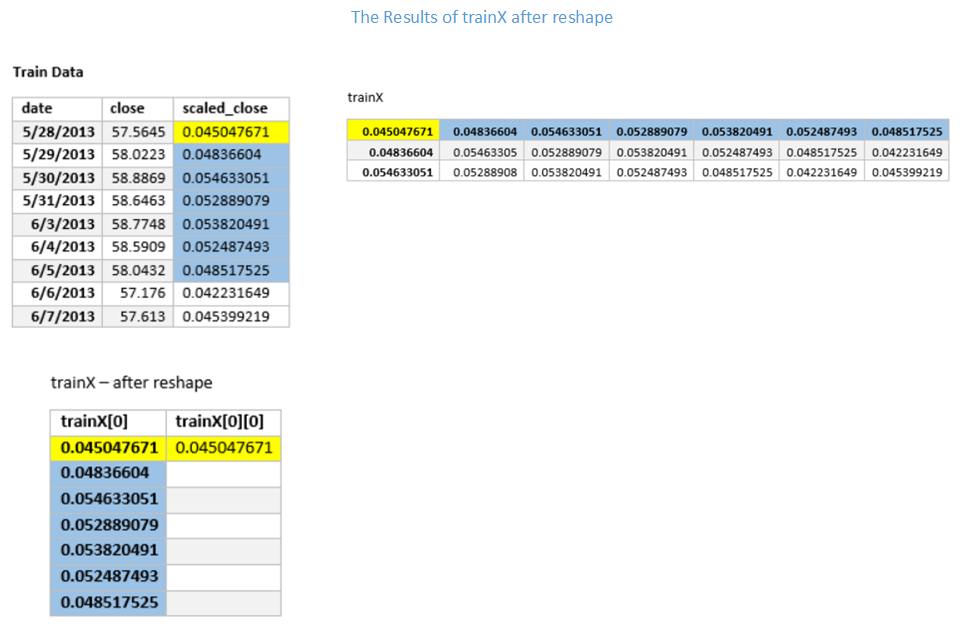 The Results of trainX after reshape
Train Data
date close scaled_close
5/28/2013 57.5645 0.045047671
5/29/2013 58.0223 0.04836604
5/30/2013 58.8869 0.054633051
5/31/2013 58.6463 0.052889079
6/3/2013 58.7748 0.053820491
6/4/2013 58.5909 0.052487493
6/5/2013 58.0432 0.048517525
6/6/2013 57.176 0.042231649
6/7/2013 57.613 0.045399219
trainX
0.045047671 0.04836604 0.054633051 0.052889079 0.053820491 0.052487493 0.048517525
0.04836604 0.05463305 0.052889079 0.053820491 0.052487493 0.048517525 0.042231649
0.054633051 0.05288908 0.053820491 0.052487493 0.048517525 0.042231649 0.045399219
trainX – after reshape
trainX[0] trainX[0][0]
0.045047671 0.045047671
0.04836604
0.054633051
0.052889079
0.053820491
0.052487493
0.048517525